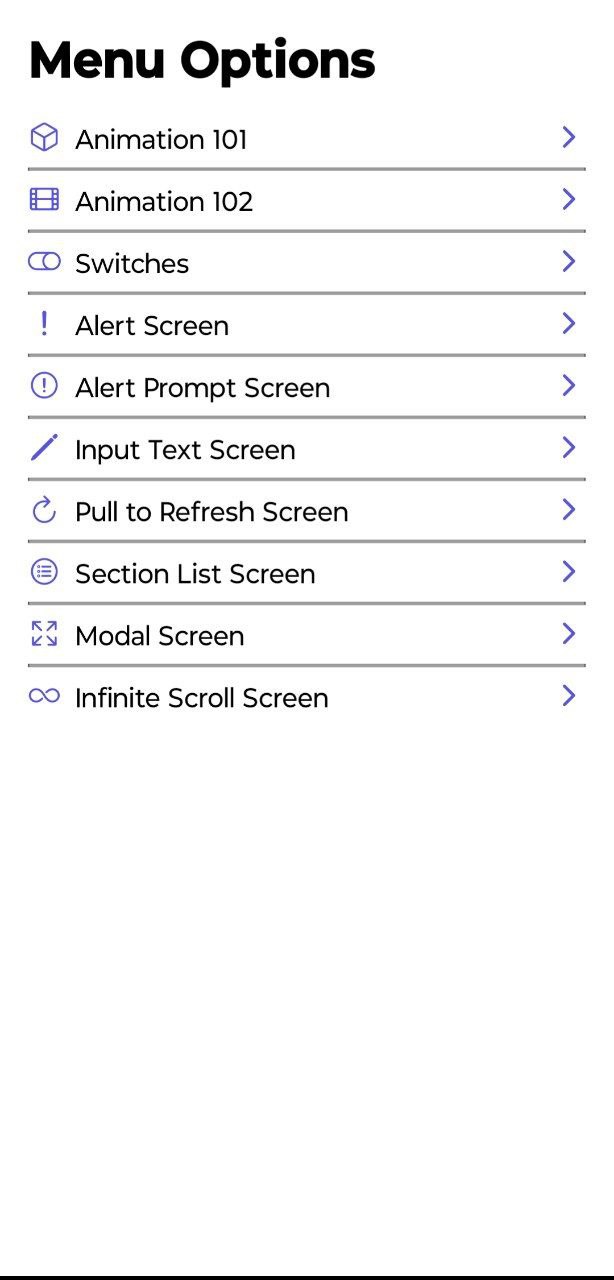 Menu Options
Animation 101
Animation 102
Switches
Alert Screen
Alert Prompt Screen
Input Text Screen
Pull to Refresh Screen
Section List Screen
Modal Screen
Infinite Scroll Screen